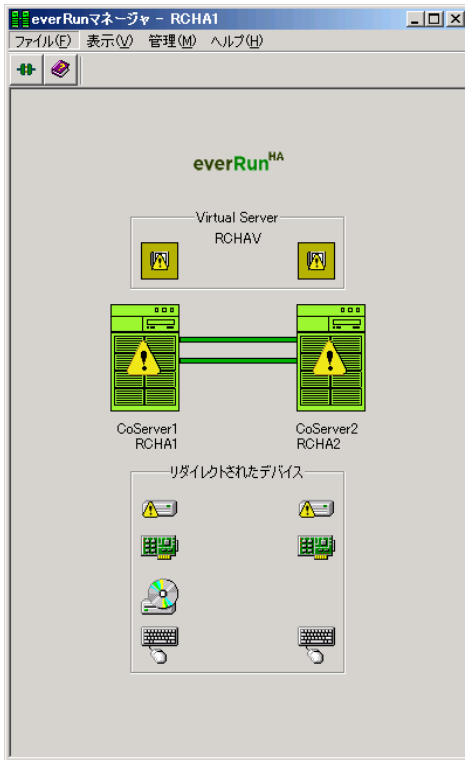 everRunマネージャ - RCHA1
ファイル(F) 表示(V) 管理(M) ヘルプ(H)
everRunHA
Virtual Server
RCHAV
CoServer1
RCHA1
CoServer2
RCHA2
リダイレクトされたデバイス